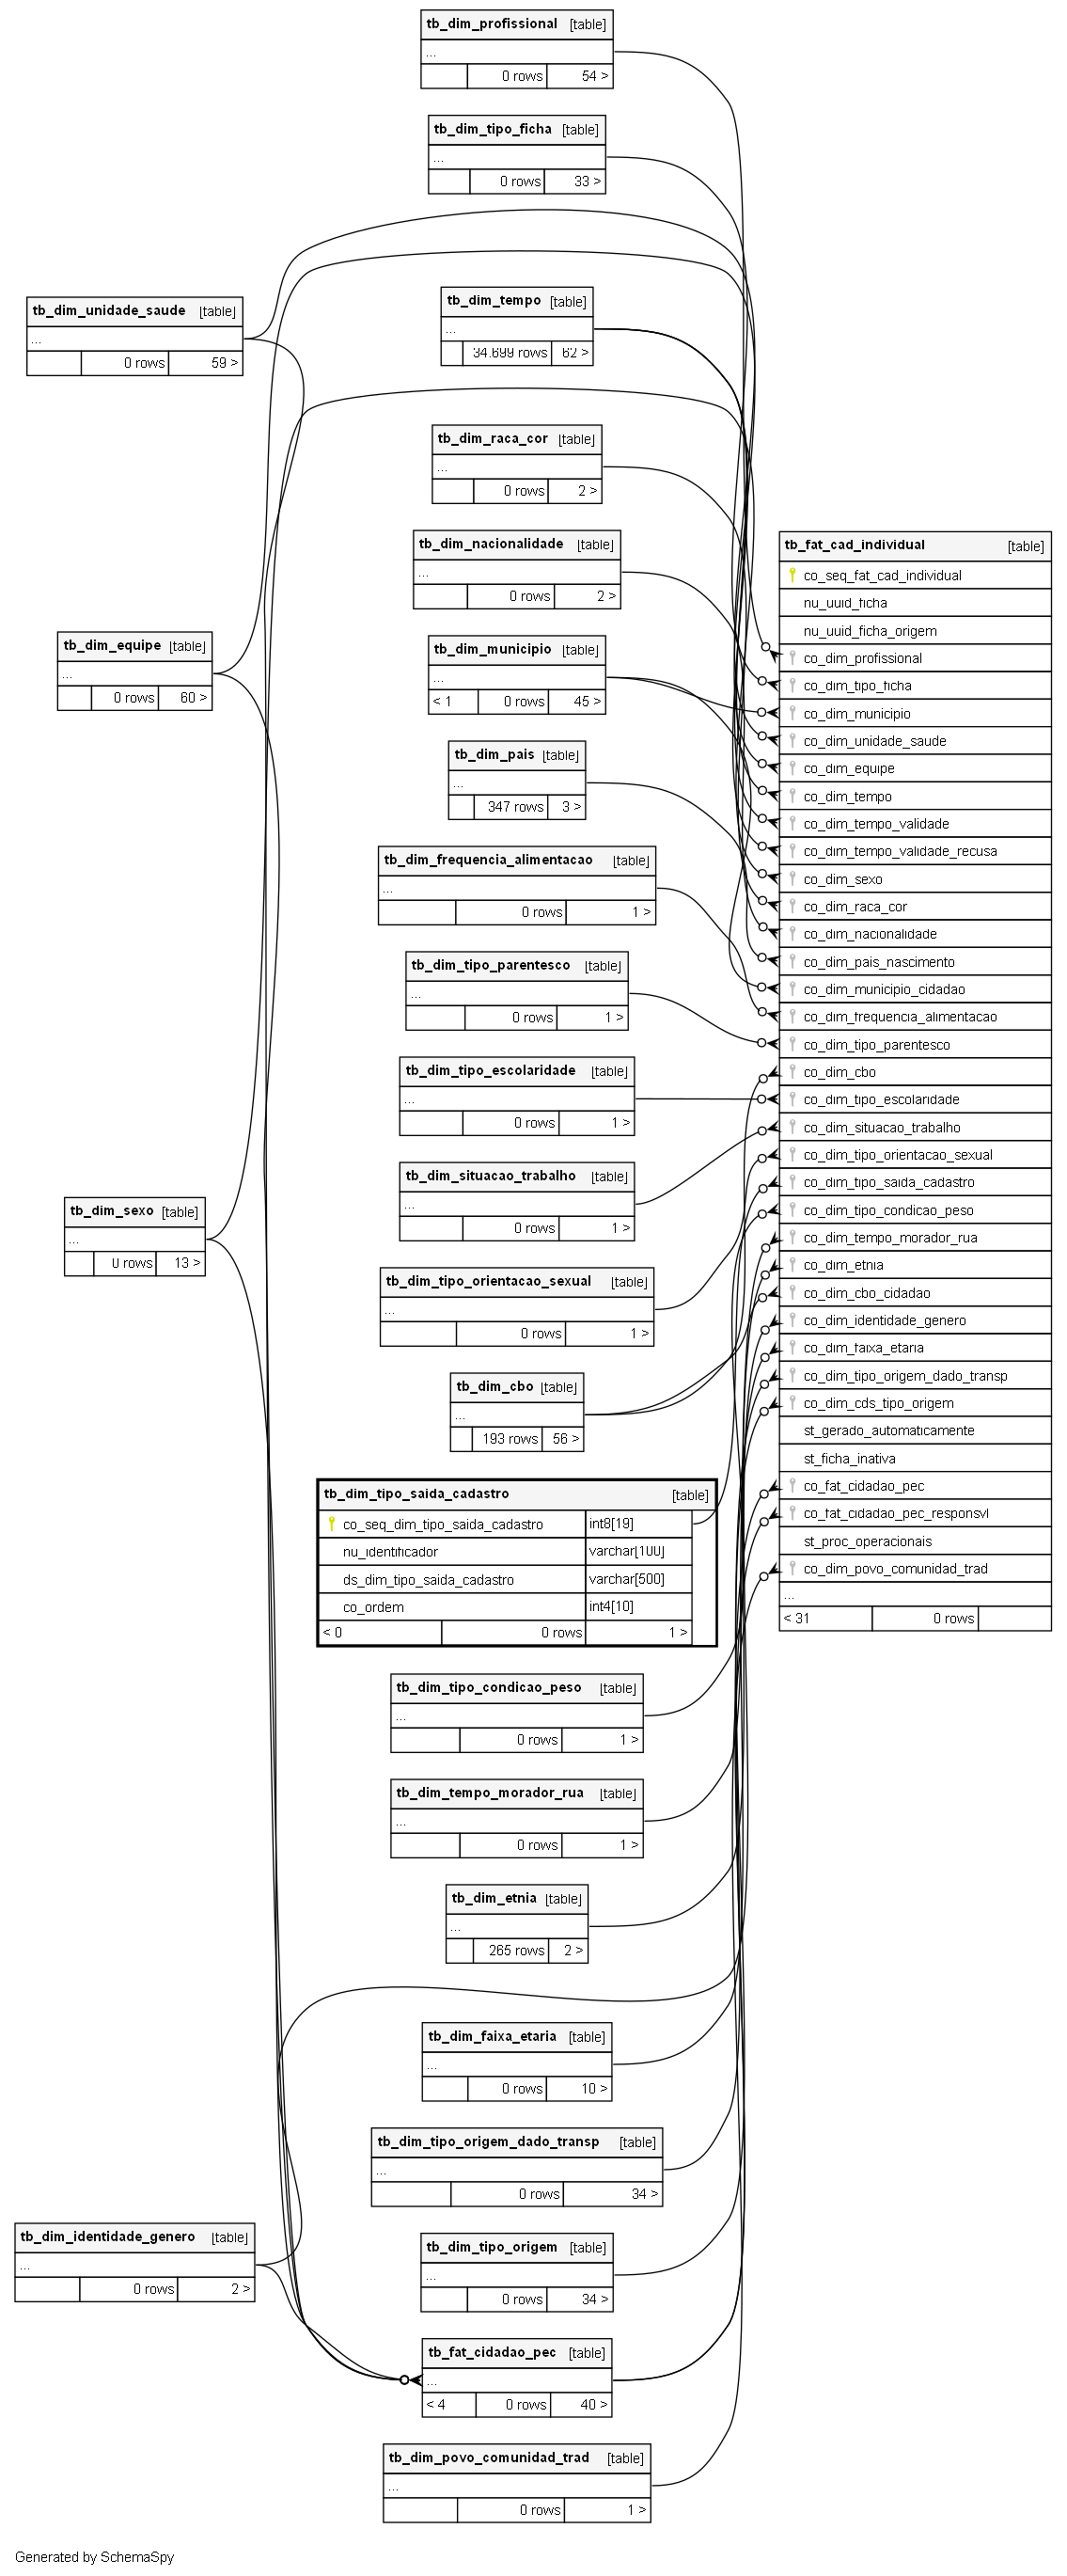 tb_dim_profissional [table]
...
0 rows 54 >
tb_dim_tipo_ficha [table]
...
0 rows 33 >
tb_dim_unidade_saude [table]
...
0 rows 59 >
tb_dim_tempo [table]
...
34.699 rows 62 >
tb_dim_raca_cor [table]
...
0 rows 2 >
tb_dim_nacionalidade [table]
...
0 rows 2 >
tb_dim_equipe [table]
...
0 rows 60 >
tb_dim_municipio [table]
...
< 1 0 rows 45 >
tb_dim_pais [table]
...
347 rows 3 >
tb_dim_frequencia_alimentacao [table]
...
0 rows 1 >
tb_dim_tipo_parentesco [table]
...
0 rows 1 >
tb_dim_tipo_escolaridade [table]
...
0 rows 1 >
tb_dim_situacao_trabalho [table]
...
0 rows 1 >
tb_dim_sexo [table]
...
0 rows 13 >
tb_dim_tipo_orientacao_sexual [table]
...
0 rows 1 >
tb_dim_cbo [table]
...
193 rows 56 >
tb_dim_tipo_saida_cadastro [table]
co_seq_dim_tipo_saida_cadastro int8[19]
nu_identificador varchar[100]
ds_dim_tipo_saida_cadastro varchar[500]
co_ordem int4[10]
< 0 0 rows 1 >
tb_dim_tipo_condicao_peso [table]
...
0 rows 1 >
tb_dim_tempo_morador_rua [table]
...
0 rows 1 >
tb_dim_etnia [table]
...
265 rows 2 >
tb_dim_faixa_etaria [table]
...
0 rows 10 >
tb_dim_tipo_origem_dado_transp [table]
...
0 rows 34 >
tb_dim_identidade_genero [table]
...
0 rows 2 >
tb_dim_tipo_origem [table]
...
0 rows 34 >
tb_fat_cidadao_pec [table]
...
< 4 0 rows 40 >
tb_dim_povo_comunidad_trad [table]
...
0 rows 1 >
tb_fat_cad_individual [table]
co_seq_fat_cad_individual
nu_uuid_ficha
nu_uuid_ficha_origem
co_dim_profissional
co_dim_tipo_ficha
co_dim_municipio
co_dim_unidade_saude
co_dim_equipe
co_dim_tempo
co_dim_tempo_validade
co_dim_tempo_validade_recusa
co_dim_sexo
co_dim_raca_cor
co_dim_nacionalidade
co_dim_pais_nascimento
co_dim_municipio_cidadao
co_dim_frequencia_alimentacao
co_dim_tipo_parentesco
co_dim_cbo
co_dim_tipo_escolaridade
co_dim_situacao_trabalho
co_dim_tipo_orientacao_sexual
co_dim_tipo_saida_cadastro
co_dim_tipo_condicao_peso
co_dim_tempo_morador_rua
co_dim_etnia
co_dim_cbo_cidadao
co_dim_identidade_genero
co_dim_faixa_etaria
co_dim_tipo_origem_dado_transp
co_dim_cds_tipo_origem
st_gerado_automaticamente
st_ficha_inativa
co_fat_cidadao_pec
co_fat_cidadao_pec_responsvl
st_proc_operacionais
co_dim_povo_comunidad_trad
...
< 31 0 rows
Generated by SchemaSpy